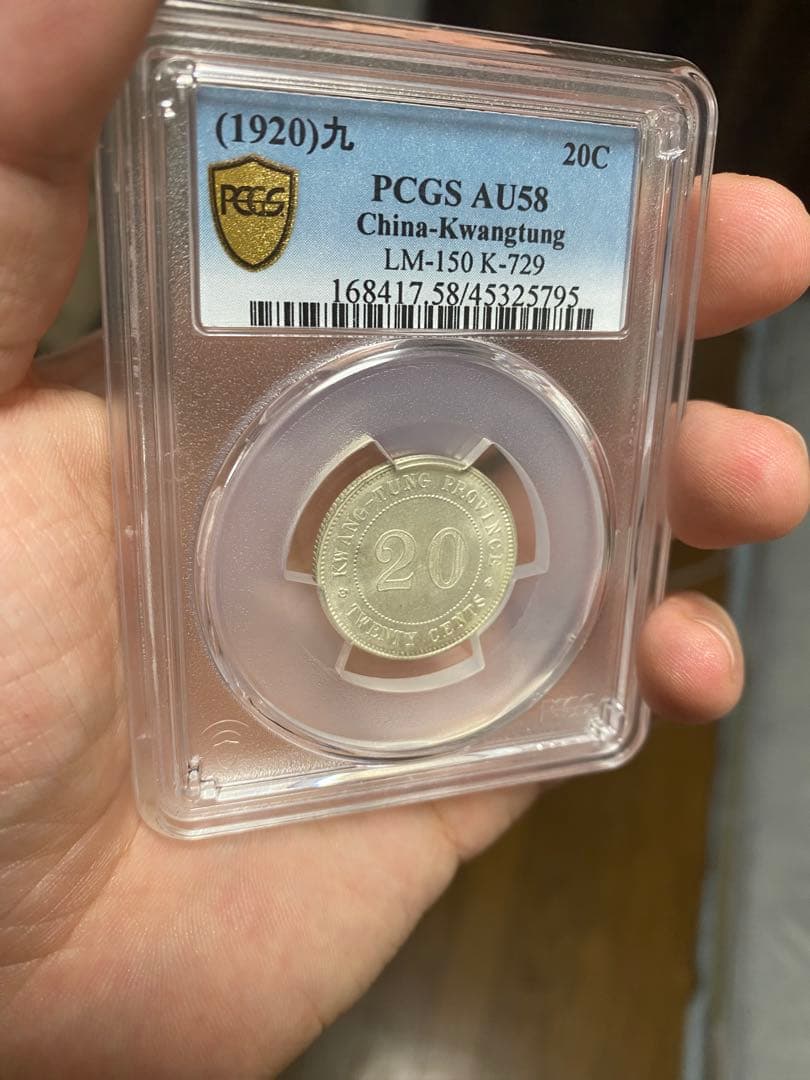 (1920)九
20C
PCGS
PCGS AU58
China-Kwangtung
LM-150 K-729
168417.58/45325795
KWANG-TUNG PROVINCE
20
TWENTY CENTS
PCGS